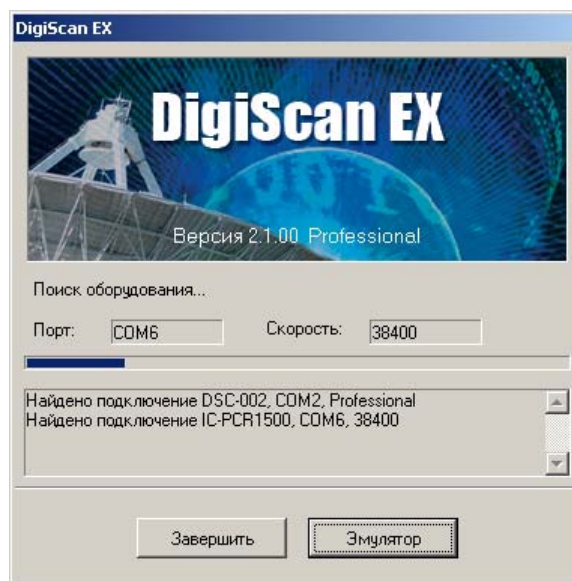 DigiScan EX
DigiScan EX
Версия 2.1.00 Professional
Поиск оборудования...
Порт: COM6 Скорость: 38400
Найдено подключение DSC-002, COM2, Professional
Найдено подключение IC-PCR1500, COM6, 38400
Завершить Эмулятор